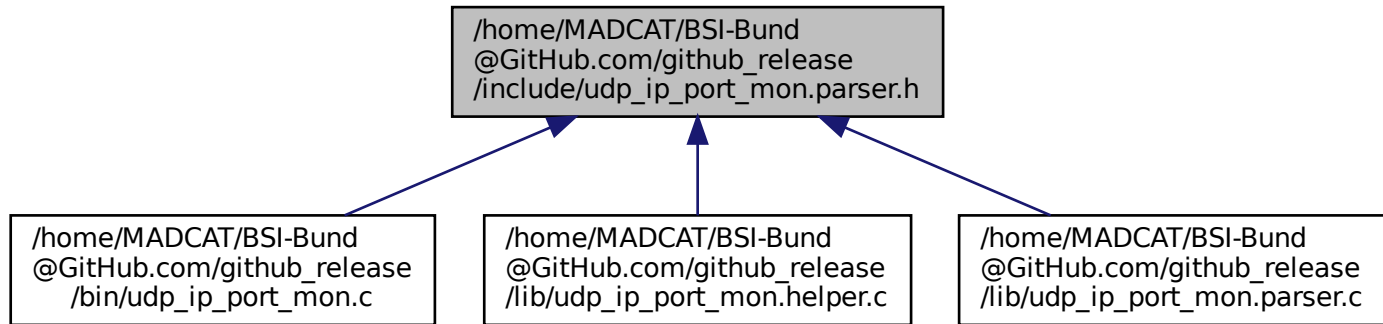 /home/MADCAT/BSI-Bund
@GitHub.com/github_release
/include/udp_ip_port_mon.parser.h
/home/MADCAT/BSI-Bund
@GitHub.com/github_release
/bin/udp_ip_port_mon.c
/home/MADCAT/BSI-Bund
@GitHub.com/github_release
/lib/udp_ip_port_mon.helper.c
/home/MADCAT/BSI-Bund
@GitHub.com/github_release
/lib/udp_ip_port_mon.parser.c